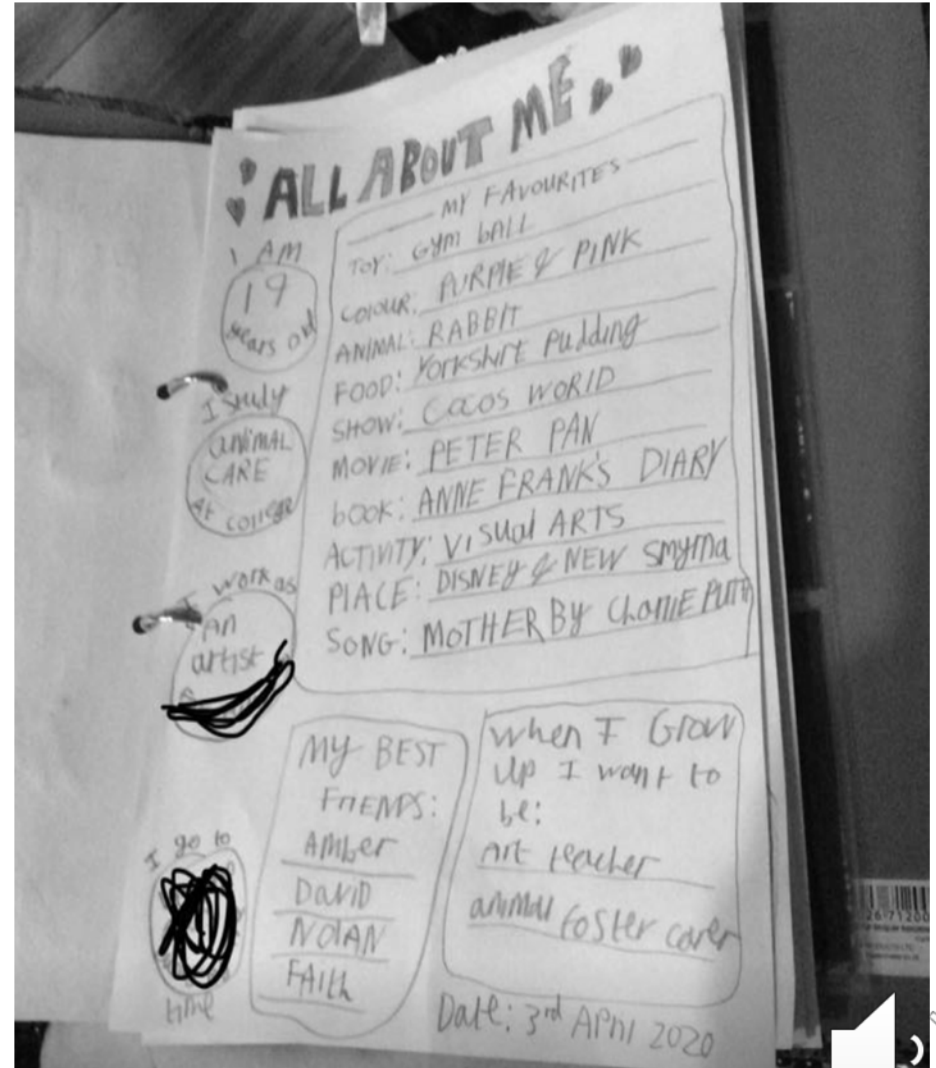 ALL ABOUT ME
I AM
19
years old
I study
animal
CARE
At college
I work as
An
artist
I go to
time
MY FAVOURITES
TOY: GYM bAll
COlOUR: PURPlE & PINK
ANIMAL: RABBIT
FOOD: Yorkshire Pudding
SHOW: COCOS WORlD
MOVIE: PETER PAN
bOOK: ANNE FRANK'S DIARY
ACTIVITY: VISUal ARTS
PlACE: DISNEY & NEW Smyrna
SONG: MOTHER BY CharlIE PUTH
MY BEST
FrIENDS:
AMber
DaVID
NOlAN
FAIth
when I Grow
Up I want to
be:
Art teacher
animal foster carer
Date: 3rd APril 2020
26-71200